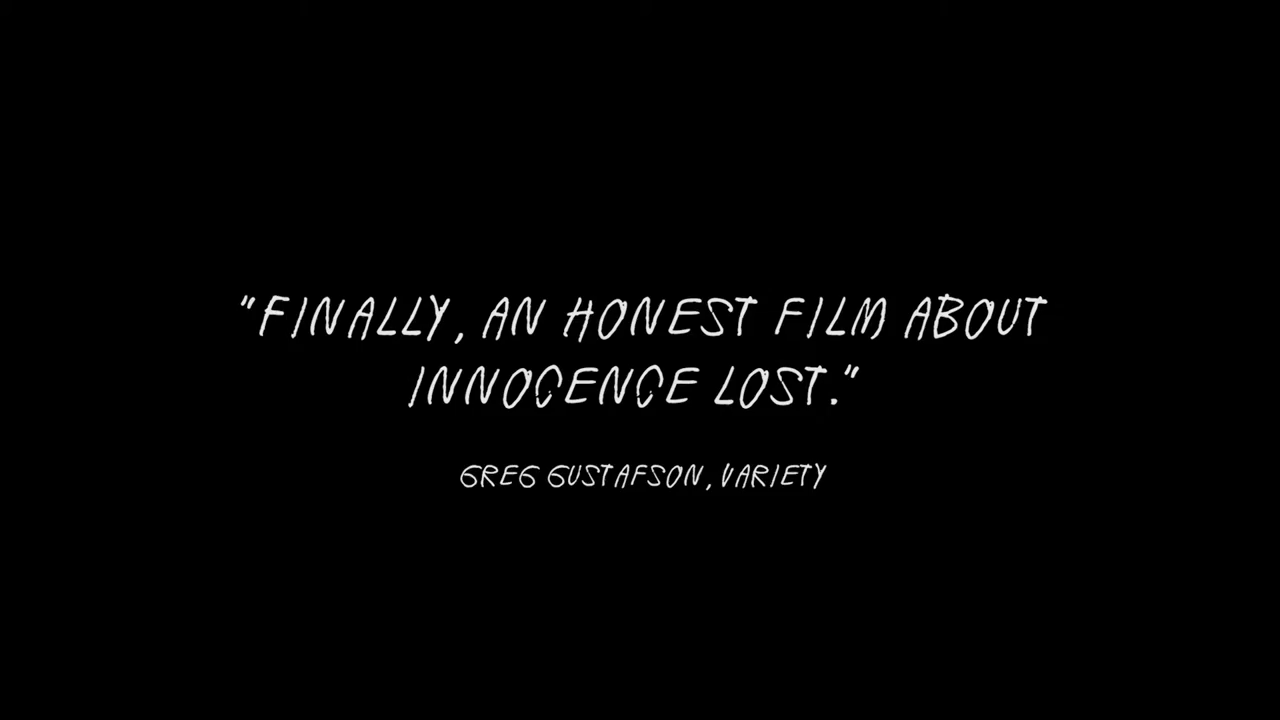 "FINALLY, AN HONEST FILM ABOUT
INNOCENCE LOST."
GREG GUSTAFSON, VARIETY